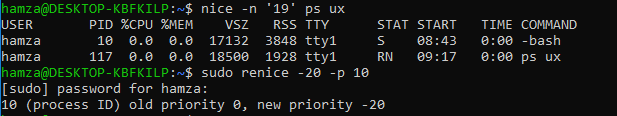 hamza@DESKTOP-KBFKILP:~$ nice -n '19' ps ux
USER       PID %CPU %MEM    VSZ   RSS TTY      STAT START   TIME COMMAND
hamza       10  0.0  0.0  17132  3848 tty1     S    08:43   0:00 -bash
hamza      117  0.0  0.0  18500  1928 tty1     RN   09:17   0:00 ps ux
hamza@DESKTOP-KBFKILP:~$ sudo renice -20 -p 10
[sudo] password for hamza:
10 (process ID) old priority 0, new priority -20